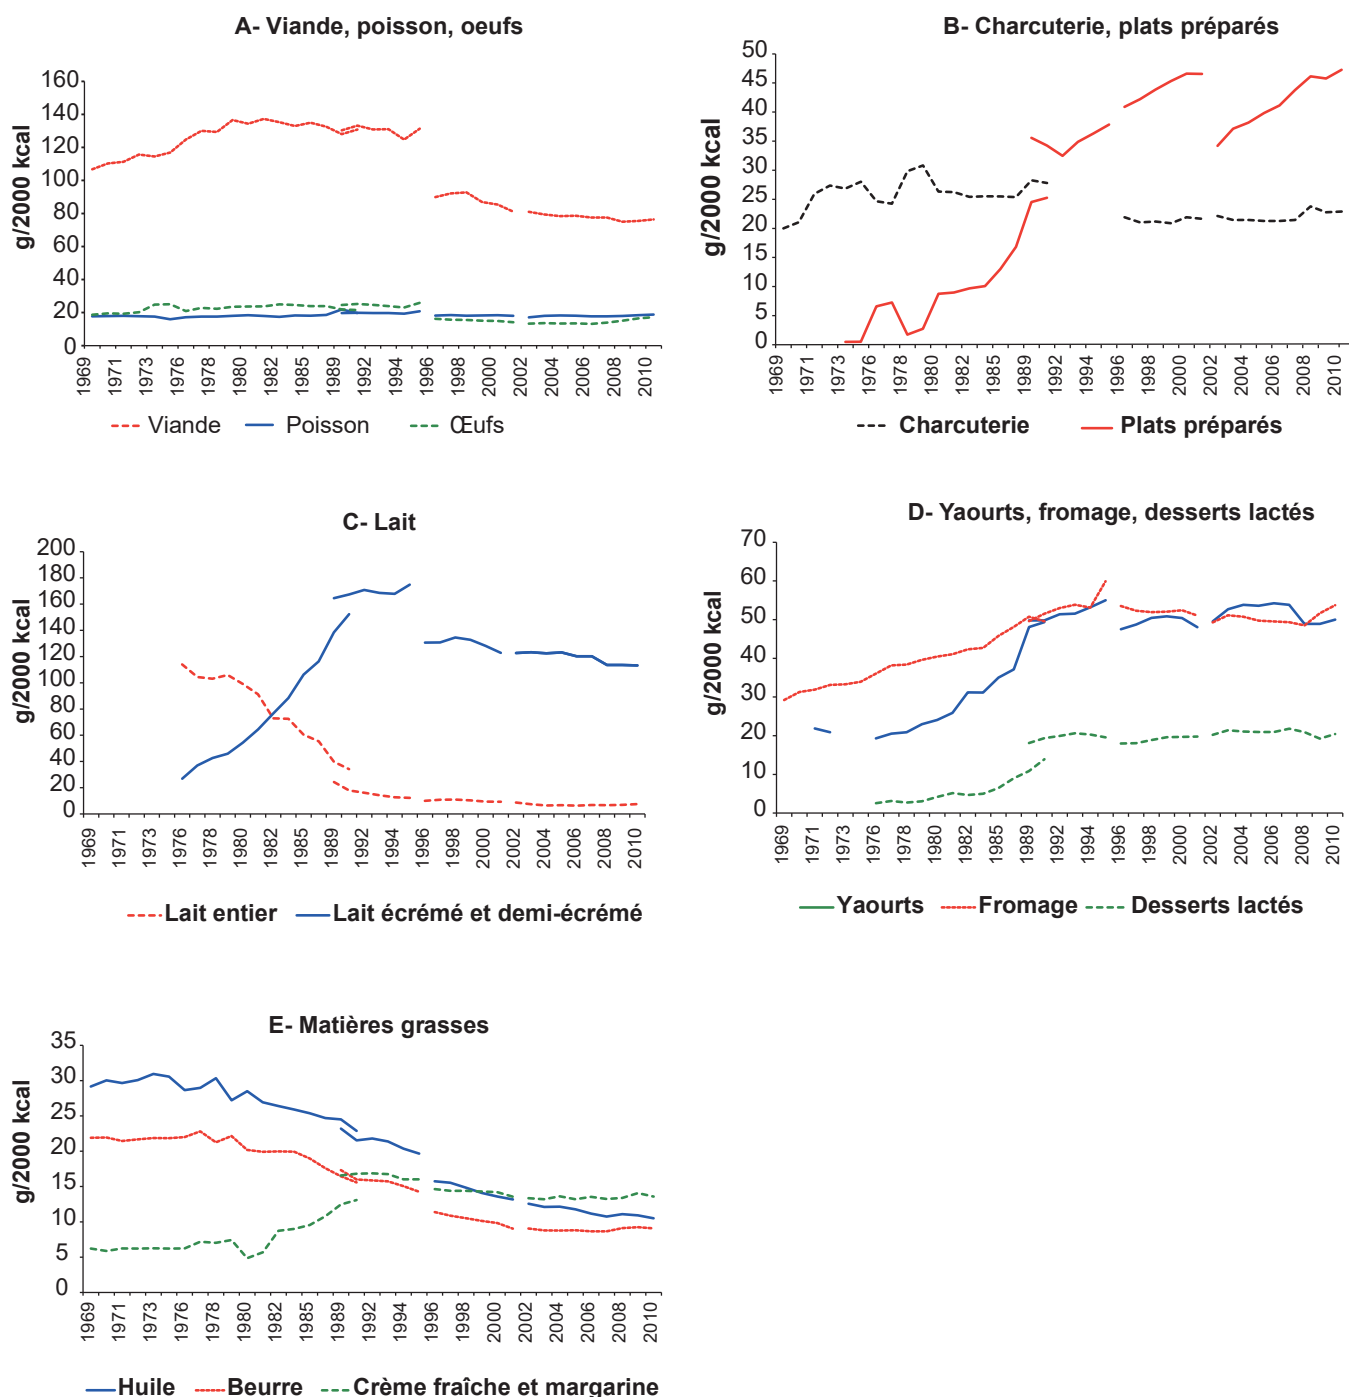 A- Viande, poisson, oeufs
g/2000 kcal
160
140
120
100
80
60
40
20
0
1969 1971 1973 1976 1978 1980 1982 1985 1989 1992 1994 1996 1998 2000 2002 2004 2006 2008 2010
Viande Poisson Œufs
B- Charcuterie, plats préparés
g/2000 kcal
50
45
40
35
30
25
20
15
10
5
0
1969 1971 1973 1976 1978 1980 1982 1985 1989 1992 1994 1996 1998 2000 2002 2004 2006 2008 2010
Charcuterie Plats préparés
C- Lait
g/2000 kcal
200
180
160
140
120
100
80
60
40
20
0
1969 1971 1973 1976 1978 1980 1982 1985 1989 1992 1994 1996 1998 2000 2002 2004 2006 2008 2010
Lait entier Lait écrémé et demi-écrémé
D- Yaourts, fromage, desserts lactés
g/2000 kcal
70
60
50
40
30
20
10
0
1969 1971 1973 1976 1978 1980 1982 1985 1989 1992 1994 1996 1998 2000 2002 2004 2006 2008 2010
Yaourts Fromage Desserts lactés
E- Matières grasses
g/2000 kcal
35
30
25
20
15
10
5
0
1969 1971 1973 1976 1978 1980 1982 1985 1989 1992 1994 1996 1998 2000 2002 2004 2006 2008 2010
Huile Beurre Crème fraîche et margarine